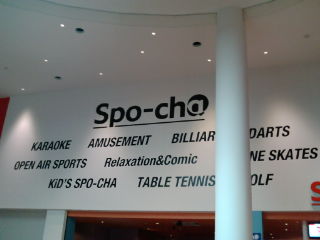 Spo-cha
KARAOKE AMUSEMENT BILLIAR DARTS
OPEN AIR SPORTS Relaxation&Comic NE SKATES
KiD'S SPO-CHA TABLE TENNIS OLF
S